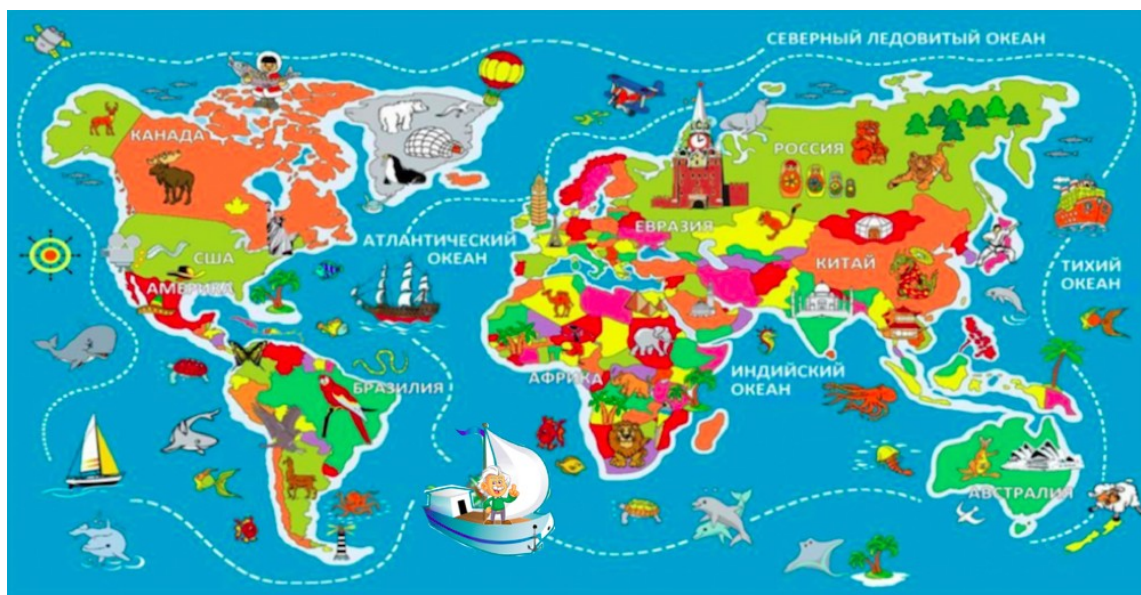 СЕВЕРНЫЙ ЛЕДОВИТЫЙ ОКЕАН
КАНАДА
РОССИЯ
ЕВРАЗИЯ
АТЛАНТИЧЕСКИЙ
ОКЕАН
США
КИТАЙ
ТИХИЙ
ОКЕАН
АМЕРИКА
ИНДИЙСКИЙ
ОКЕАН
АФРИКА
БРАЗИЛИЯ
АВСТРАЛИЯ